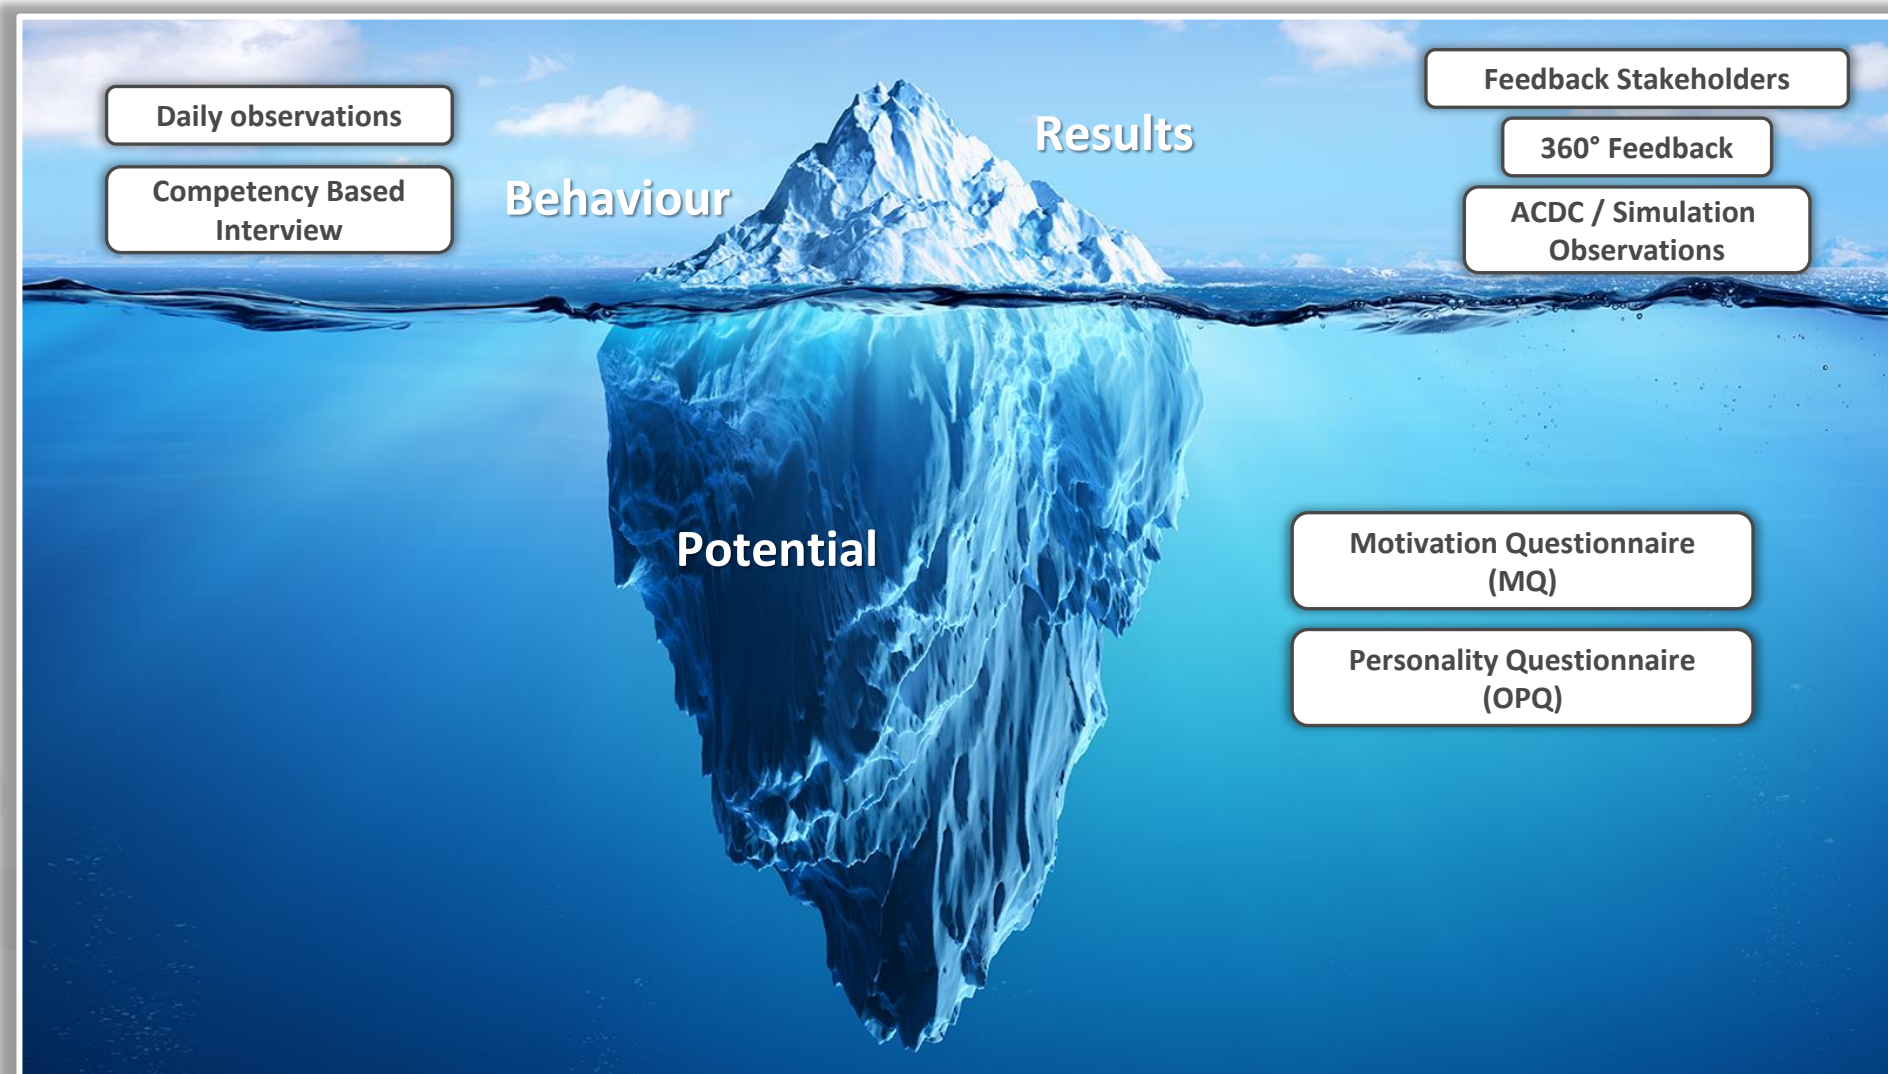 Daily observations
Competency Based
Interview
Behaviour
Results
Feedback Stakeholders
360° Feedback
ACDC / Simulation
Observations
Potential
Motivation Questionnaire
(MQ)
Personality Questionnaire
(OPQ)